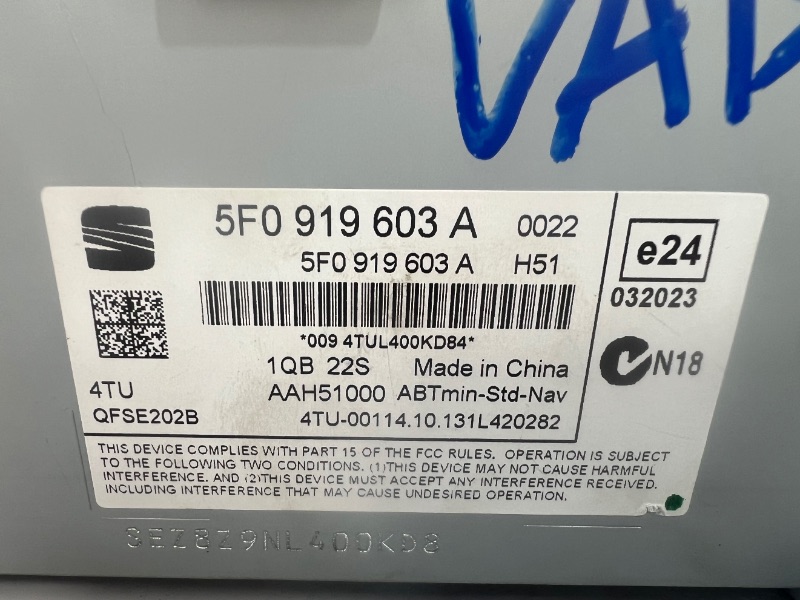 VAD
5F0 919 603 A 0022
5F0 919 603 A H51
*009 4TUL400KD84*
1QB 22S Made in China
4TU AAH51000 ABTmin-Std-Nav
QFSE202B 4TU-00114.10.131L420282
e24
032023
N18
THIS DEVICE COMPLIES WITH PART 15 OF THE FCC RULES. OPERATION IS SUBJECT
TO THE FOLLOWING TWO CONDITIONS. (1)THIS DEVICE MAY NOT CAUSE HARMFUL
INTERFERENCE. AND (2)THIS DEVICE MUST ACCEPT ANY INTERFERENCE RECEIVED.
INCLUDING INTERFERENCE THAT MAY CAUSE UNDESIRED OPERATION.
3EZBZ9NL400KD8